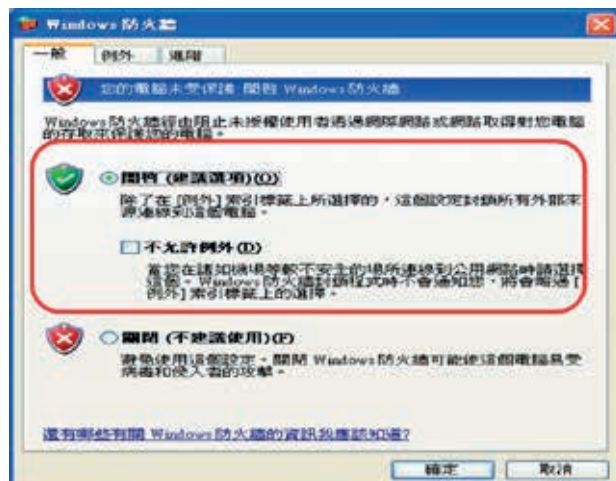 Windows 防火牆
一般 例外 進階
您的電腦未受保護 開啟 Windows 防火牆
Windows 防火牆經由阻止未授權使用者透過網際網路或網路取得對您電腦
的存取來保護您的電腦。
開啟 (建議選項)(O)
除了在 [例外] 索引標籤上所選擇的，這個設定封鎖所有外部來
源連線到這個電腦。
不允許例外(D)
當您在諸如機場等較不安全的場所連線到公用網路時請選擇
這個。Windows 防火牆封鎖程式時不會通知您，將會略過 [
例外] 索引標籤上的選擇。
關閉 (不建議使用)(F)
避免使用這個設定。關閉 Windows 防火牆可能使這個電腦易受
病毒和侵入者的攻擊。
還有哪些有關 Windows 防火牆的資訊我應該知道?
確定 取消